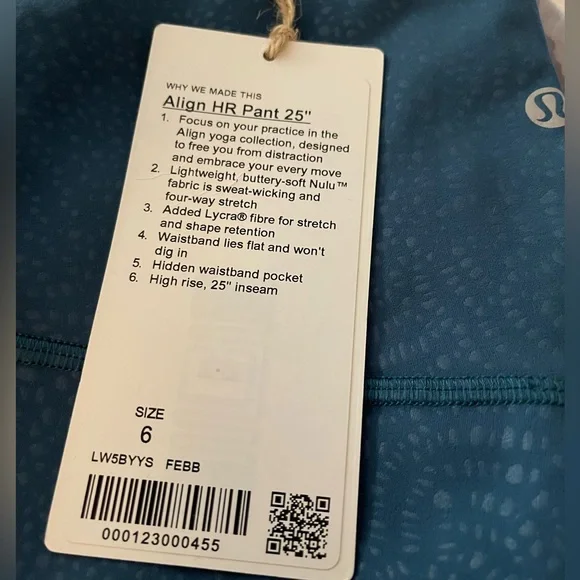 WHY WE MADE THIS
Align HR Pant 25"
1. Focus on your practice in the
Align yoga collection, designed
to free you from distraction
and embrace your every move
2. Lightweight, buttery-soft Nulu™
fabric is sweat-wicking and
four-way stretch
3. Added Lycra® fibre for stretch
and shape retention
4. Waistband lies flat and won't
dig in
5. Hidden waistband pocket
6. High rise, 25" inseam
SIZE
6
LW5BYYS FEBB
000123000455